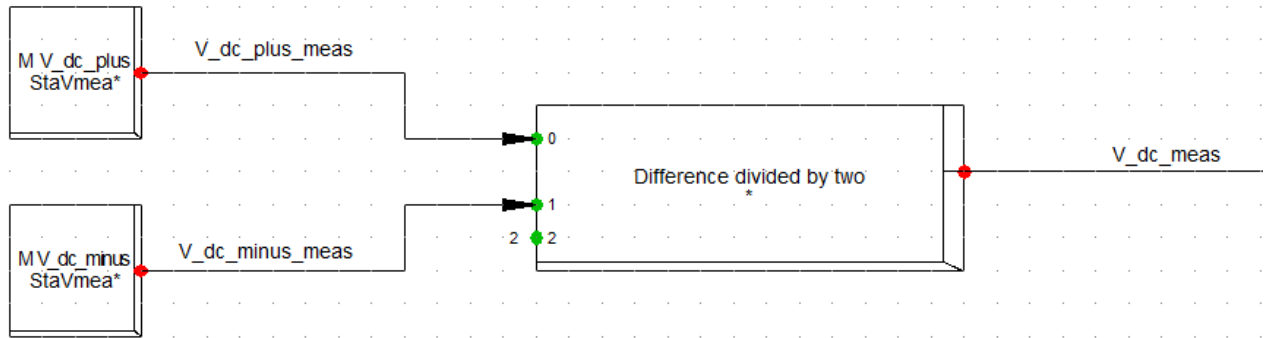 M V_dc_plus
StaVmea*
V_dc_plus_meas
0
Difference divided by two
*
V_dc_meas
M V_dc_minus
StaVmea*
V_dc_minus_meas
1
2 2